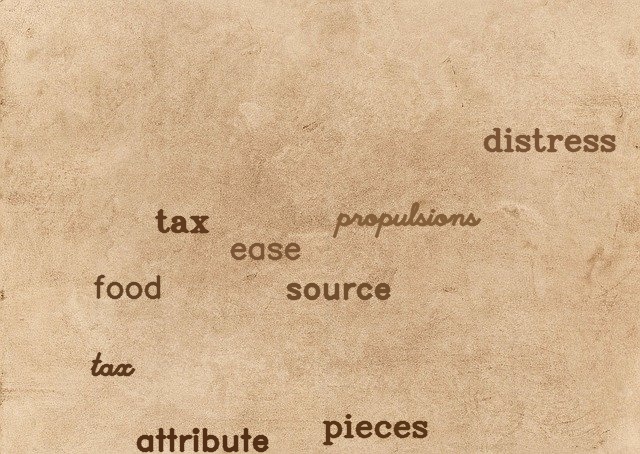 distress
tax
propulsions
ease
food
source
tax
attribute
pieces